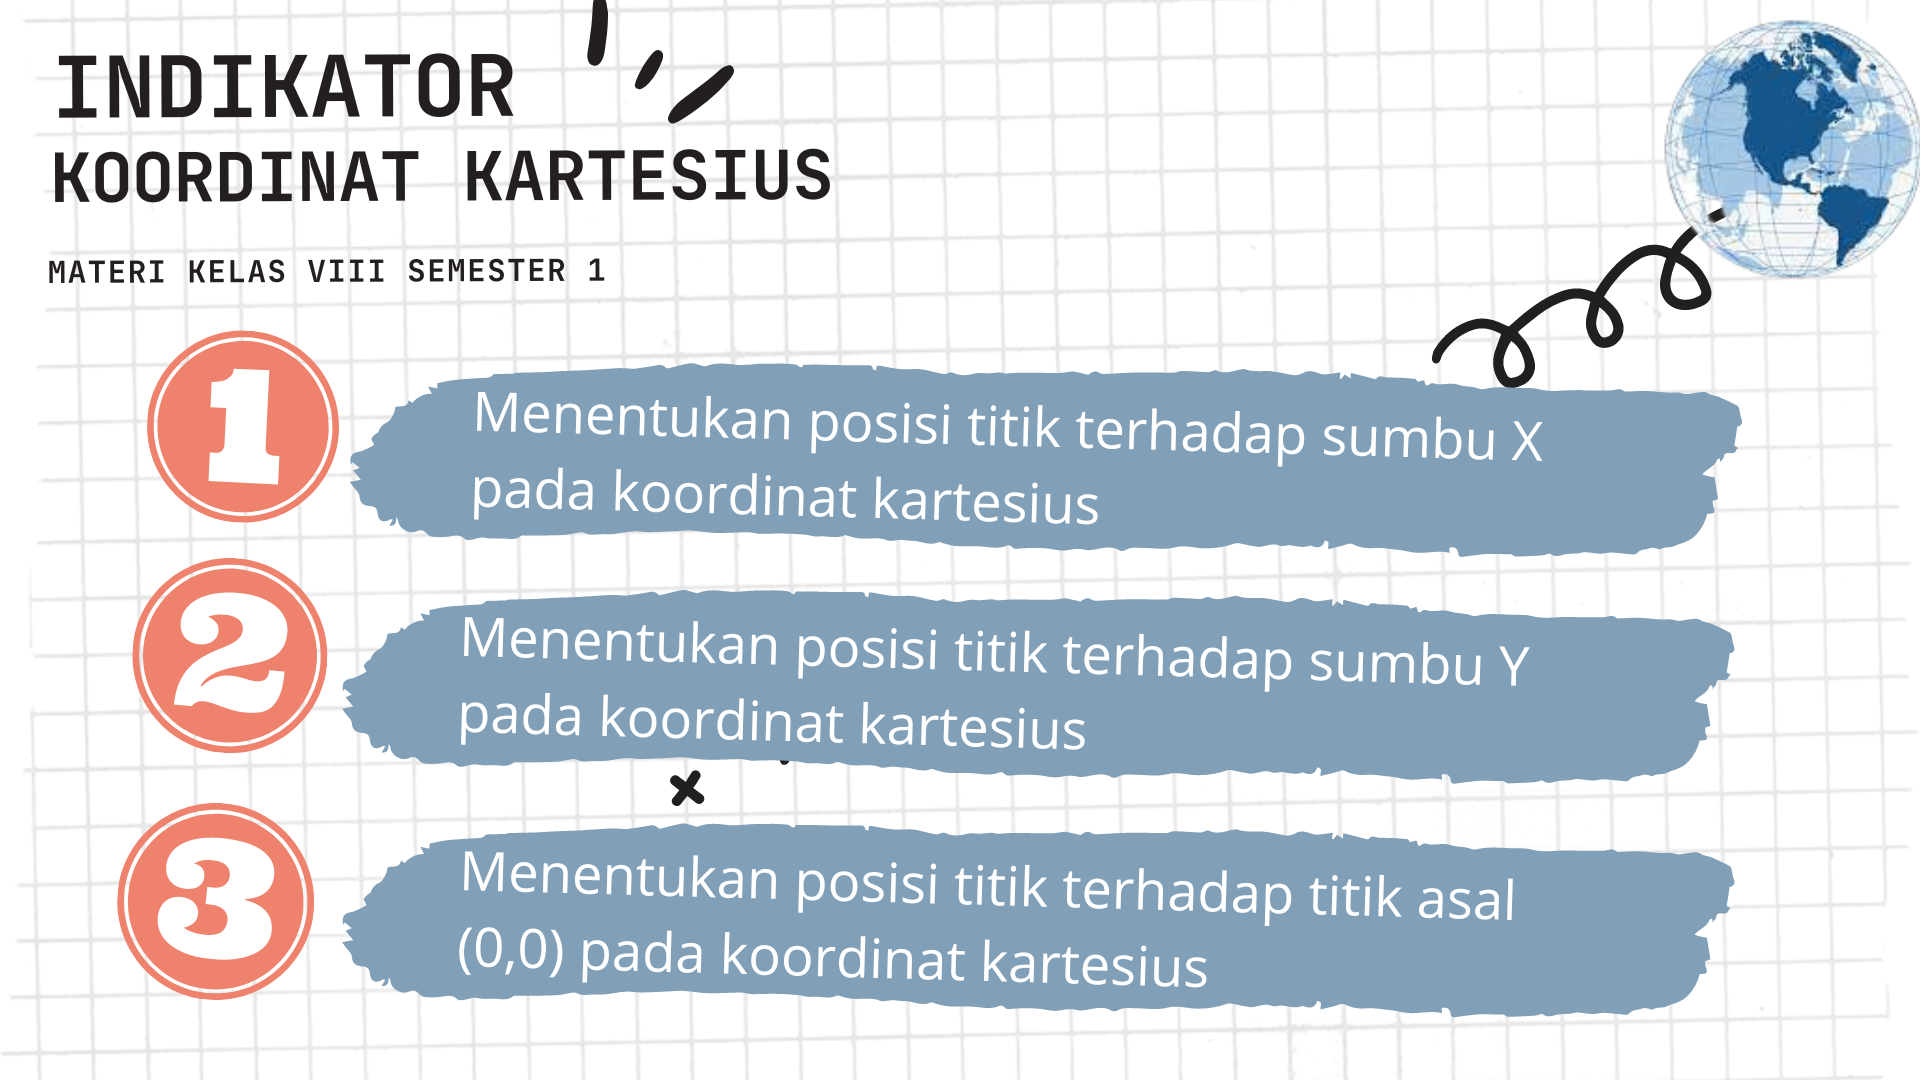 INDIKATOR
KOORDINAT KARTESIUS
MATERI KELAS VIII SEMESTER 1
1
Menentukan posisi titik terhadap sumbu X
pada koordinat kartesius
2
Menentukan posisi titik terhadap sumbu Y
pada koordinat kartesius
3
Menentukan posisi titik terhadap titik asal
(0,0) pada koordinat kartesius